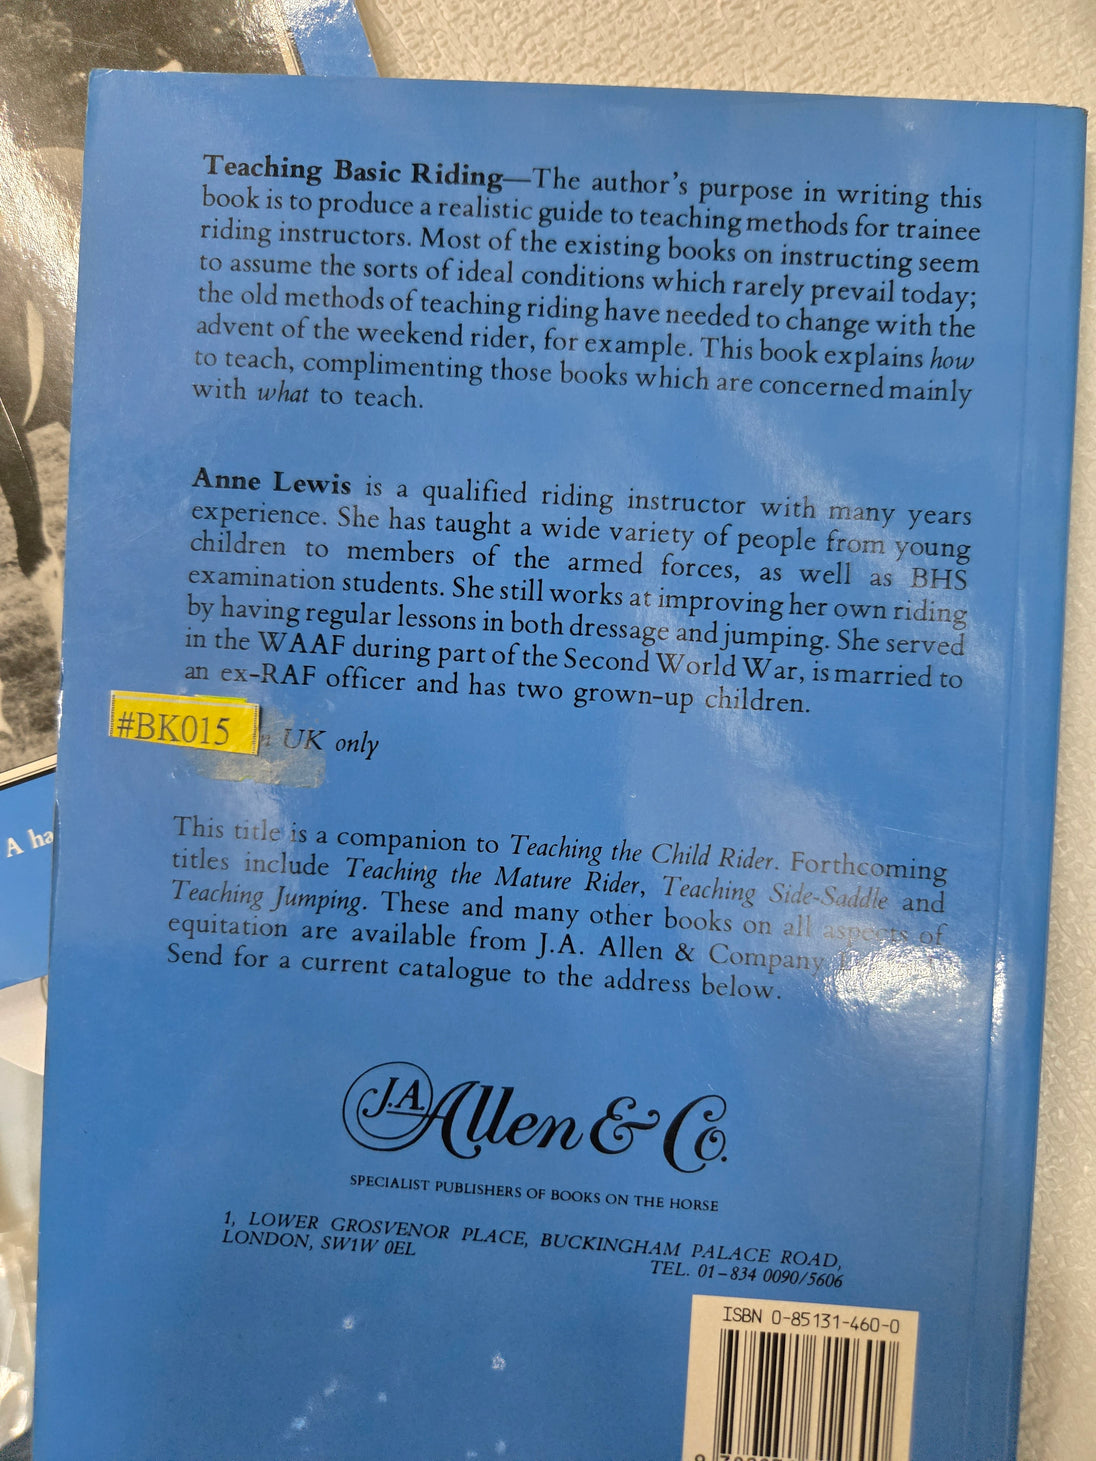 Teaching Basic Riding—The author's purpose in writing this
book is to produce a realistic guide to teaching methods for trainee
riding instructors. Most of the existing books on instructing seem
to assume the sorts of ideal conditions which rarely prevail today;
the old methods of teaching riding have needed to change with the
advent of the weekend rider, for example. This book explains how
to teach, complimenting those books which are concerned mainly
with what to teach.
Anne Lewis is a qualified riding instructor with many years
experience. She has taught a wide variety of people from young
children to members of the armed forces, as well as BHS
examination students. She still works at improving her own riding
by having regular lessons in both dressage and jumping. She served
in the WAAF during part of the Second World War, is married to
an ex-RAF officer and has two grown-up children.
#BK015
UK only
This title is a companion to Teaching the Child Rider. Forthcoming
titles include Teaching the Mature Rider, Teaching Side-Saddle and
Teaching Jumping. These and many other books on all aspects of
equitation are available from J.A. Allen & Company
Send for a current catalogue to the address below.
A ha
J.A. Allen & Co.
SPECIALIST PUBLISHERS OF BOOKS ON THE HORSE
1, LOWER GROSVENOR PLACE, BUCKINGHAM PALACE ROAD,
LONDON, SW1W 0EL
TEL. 01-834 0090/5606
ISBN 0-85131-460-0